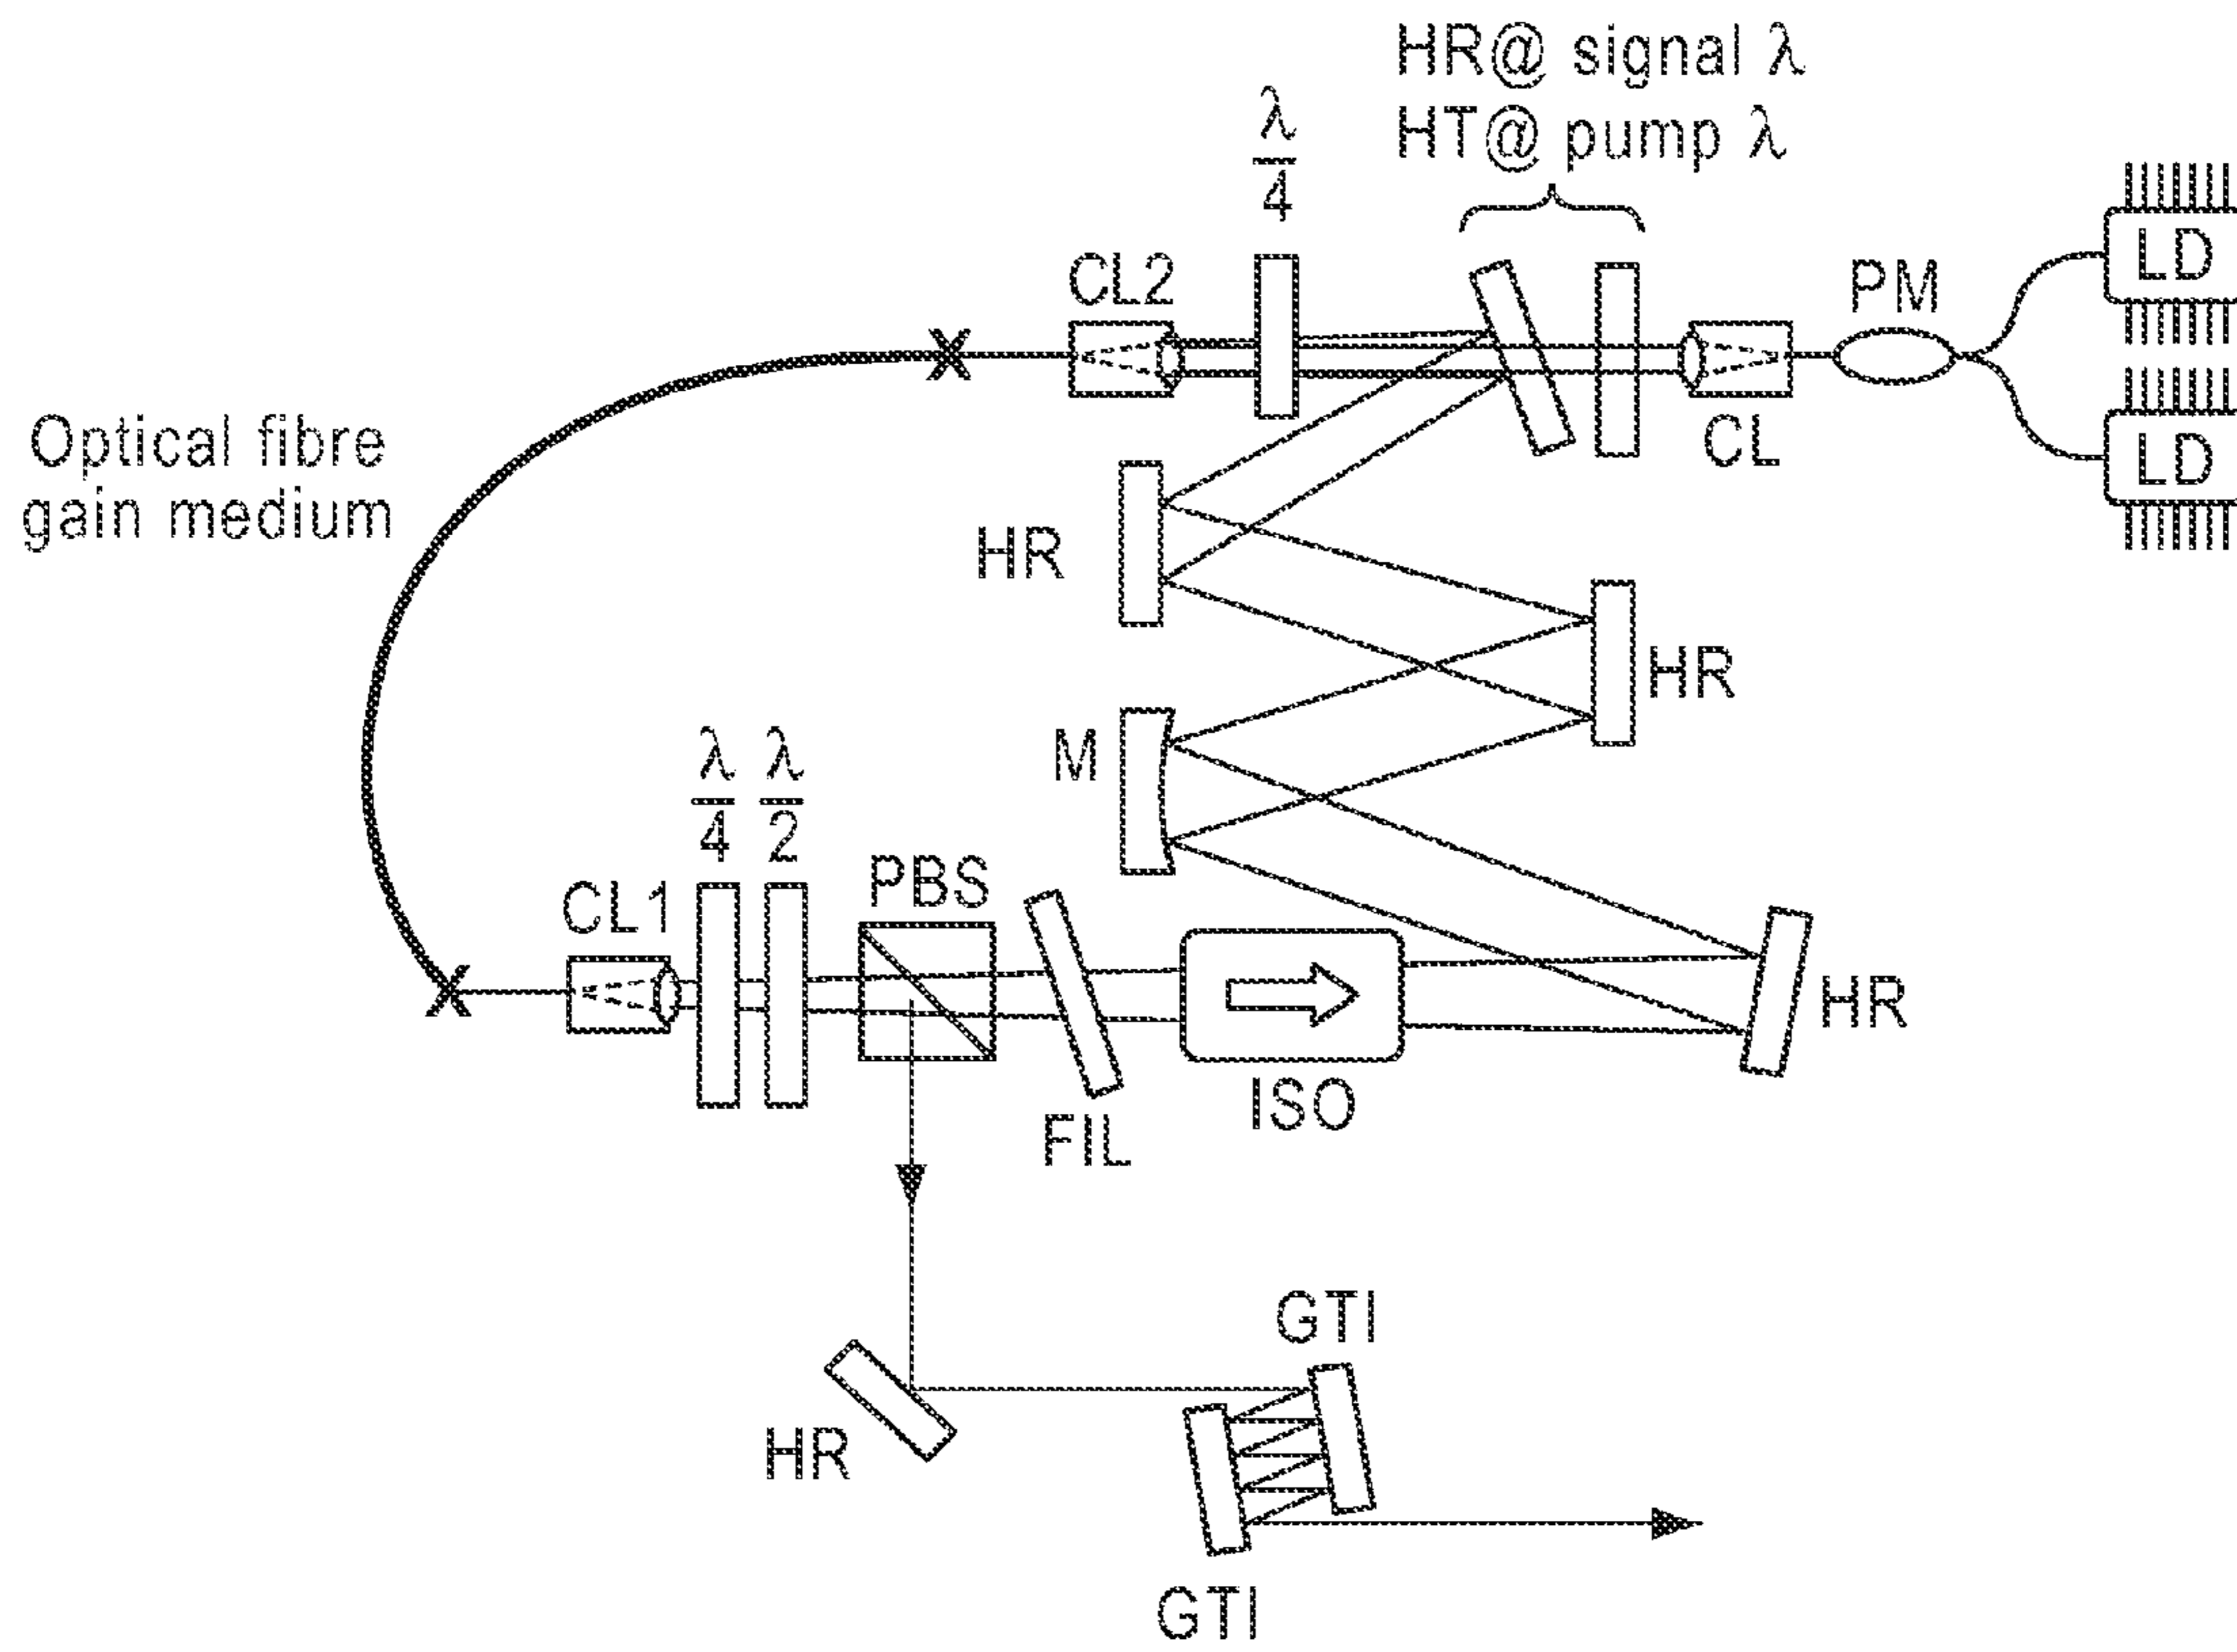 HR@ signal λ
HT@ pump λ
λ
4
CL2
PM
LD
LD
CL
Optical fibre
gain medium
HR
HR
M
λ λ
4 2
CL1
PBS
HR
ISO
FIL
GTI
HR
GTI